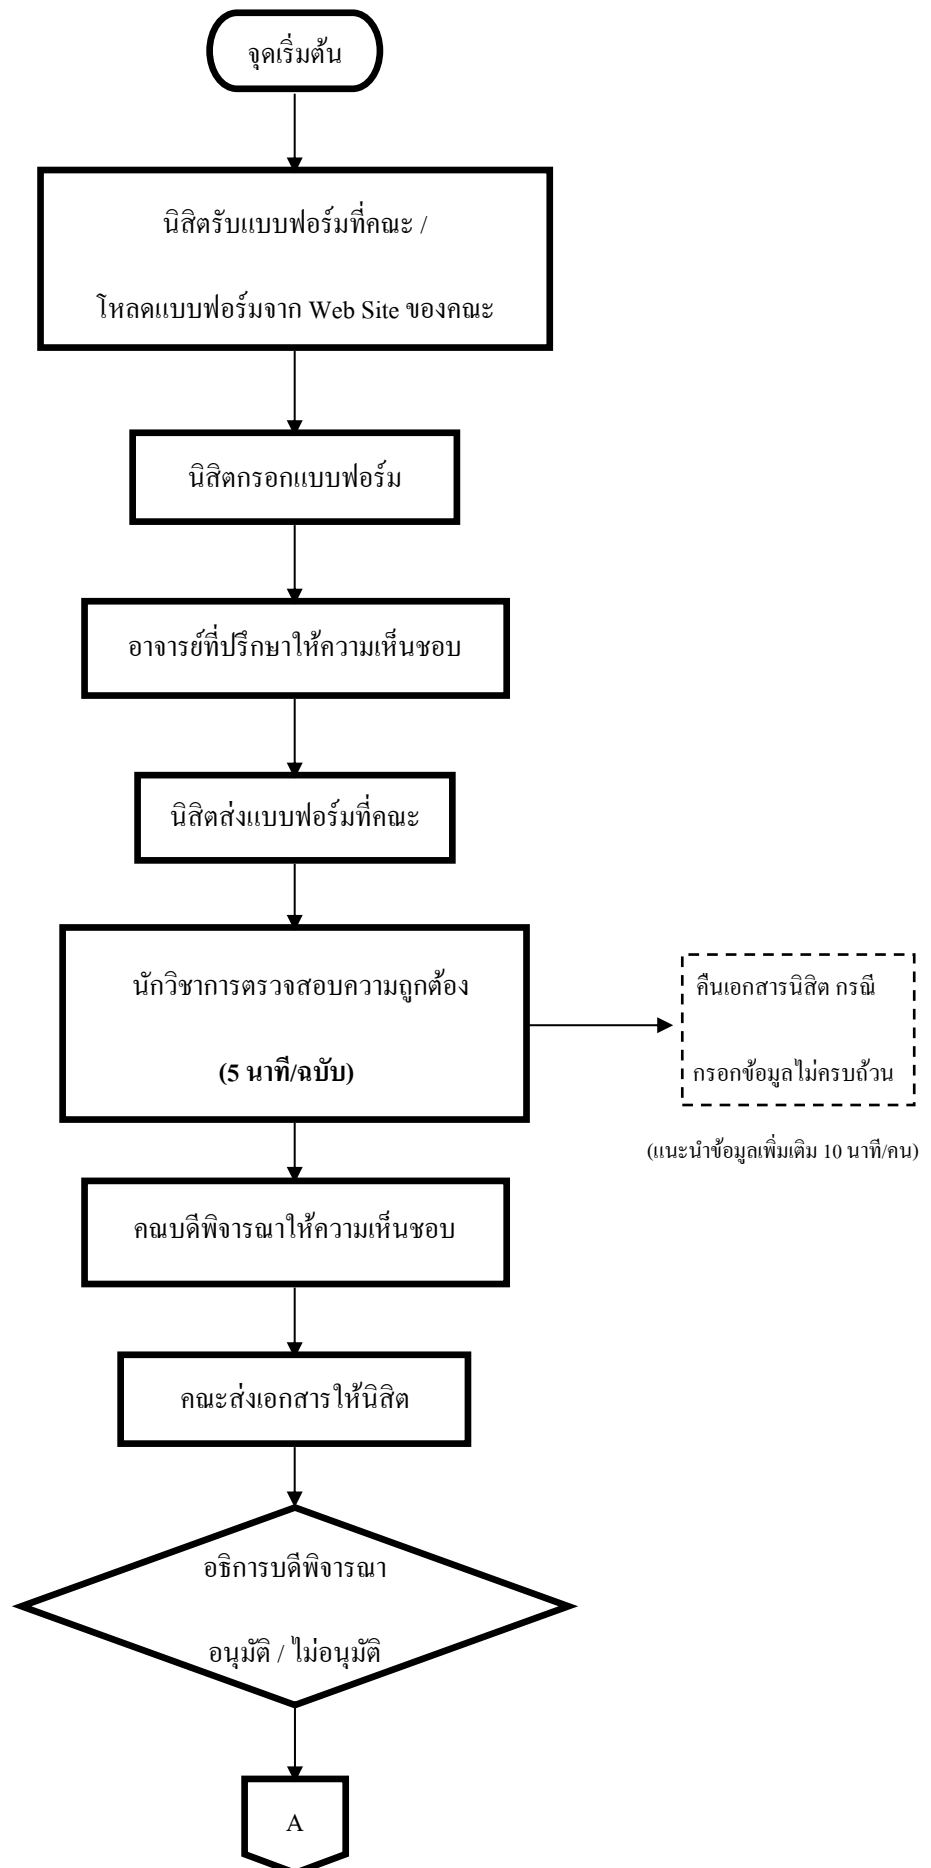 จุดเริ่มต้น
นิสิตรับแบบฟอร์มที่คณะ /
โหลดแบบฟอร์มจาก Web Site ของคณะ
นิสิตกรอกแบบฟอร์ม
อาจารย์ที่ปรึกษาให้ความเห็นชอบ
นิสิตส่งแบบฟอร์มที่คณะ
นักวิชาการตรวจสอบความถูกต้อง
(5 นาที/ฉบับ)
คืนเอกสารนิสิต กรณี
กรอกข้อมูลไม่ครบถ้วน
(แนะนำข้อมูลเพิ่มเติม 10 นาที/คน)
คณบดีพิจารณาให้ความเห็นชอบ
คณะส่งเอกสารให้นิสิต
อธิการบดีพิจารณา
อนุมัติ / ไม่อนุมัติ
A